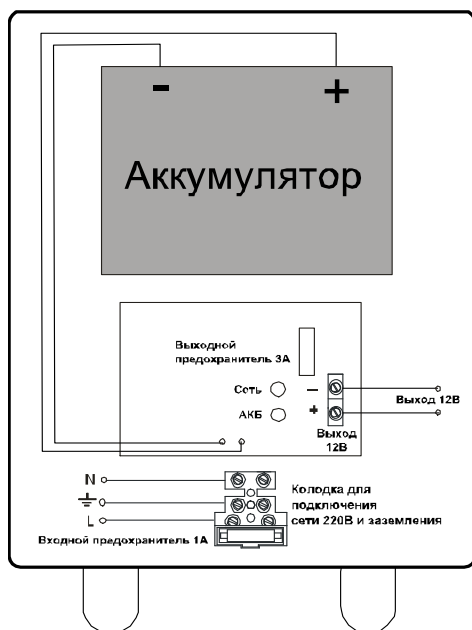 - +
Аккумулятор
Выходной
предохранитель 3А
Сеть
–
АКБ
+
Выход 12В
Выход
12В
N
L
Колодка для
подключения
сети 220В и заземления
Входной предохранитель 1А